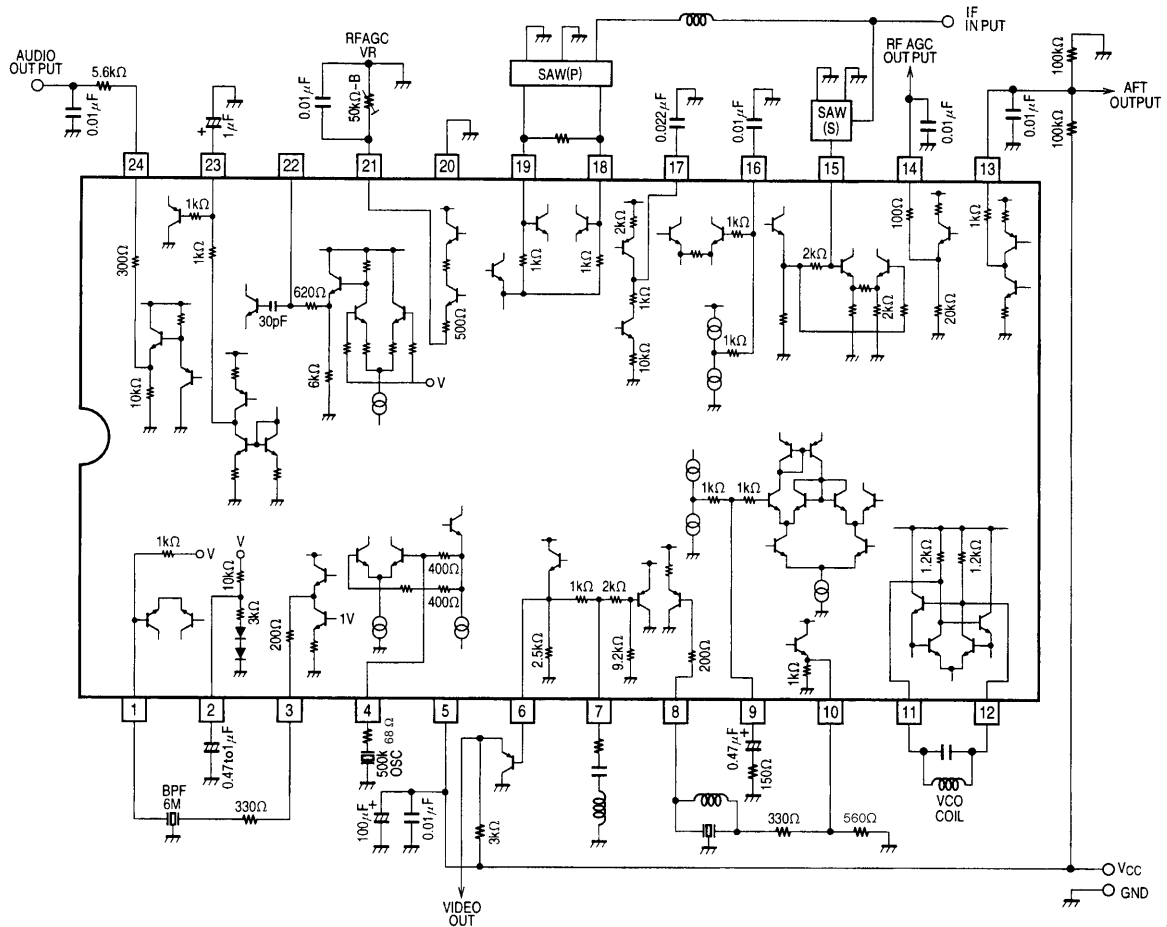 IF
IN PUT
AUDIO
OUT PUT
5.6kΩ
0.01μF
+
1μF
RFAGC
VR
0.01μF
50kΩ-B
SAW(P)
0.022μF
0.01μF
SAW
(S)
RF AGC
OUT PUT
0.01μF
0.01μF
100kΩ
100kΩ
AFT
OUTPUT
24
23
22
21
20
19
18
17
16
15
14
13
300Ω
1kΩ
1kΩ
10kΩ
30pF
620Ω
6kΩ
V
500Ω
1kΩ
1kΩ
2kΩ
1kΩ
10kΩ
1kΩ
1kΩ
2kΩ
2kΩ
100Ω
20kΩ
1kΩ
1kΩ
V
V
10kΩ
3kΩ
200Ω
1V
400Ω
400Ω
2.5kΩ
1kΩ
2kΩ
9.2kΩ
200Ω
1kΩ
1kΩ
1kΩ
1.2kΩ
1.2kΩ
1
2
3
4
5
6
7
8
9
10
11
12
0.47to1μF
BPF
6M
330Ω
68Ω
500k
OSC
100μF
+
0.01μF
3kΩ
VIDEO
OUT
0.47μF
+
150Ω
330Ω
560Ω
VCO
COIL
VCC
GND